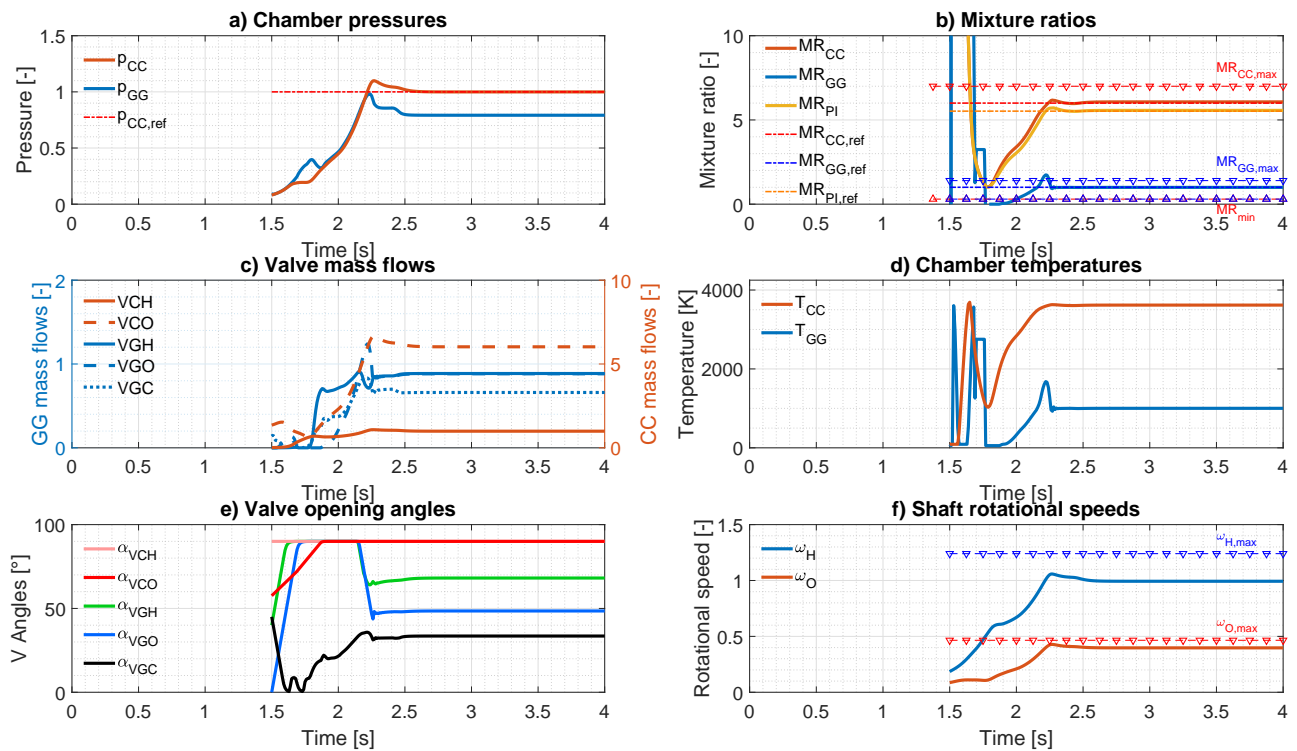 a) Chamber pressures
Pressure [-]
1.5
1
0.5
0
p_CC
p_GG
p_CC,ref
0 0.5 1 1.5 2 2.5 3 3.5 4
Time [s]
b) Mixture ratios
Mixture ratio [-]
10
5
0
MR_CC
MR_GG
MR_PI
MR_CC,ref
MR_GG,ref
MR_PI,ref
MR_CC,max
MR_GG,max
MR_min
0 0.5 1 1.5 2 2.5 3 3.5 4
Time [s]
c) Valve mass flows
GG mass flows [-]
2
1
0
VCH
VCO
VGH
VGO
VGC
10
5
0
CC mass flows [-]
0 0.5 1 1.5 2 2.5 3 3.5 4
Time [s]
d) Chamber temperatures
Temperature [K]
4000
2000
0
T_CC
T_GG
0 0.5 1 1.5 2 2.5 3 3.5 4
Time [s]
e) Valve opening angles
V Angles [°]
100
50
0
α_VCH
α_VCO
α_VGH
α_VGO
α_VGC
0 0.5 1 1.5 2 2.5 3 3.5 4
Time [s]
f) Shaft rotational speeds
Rotational speed [-]
1.5
1
0.5
0
ω_H
ω_O
ω_H,max
ω_O,max
0 0.5 1 1.5 2 2.5 3 3.5 4
Time [s]